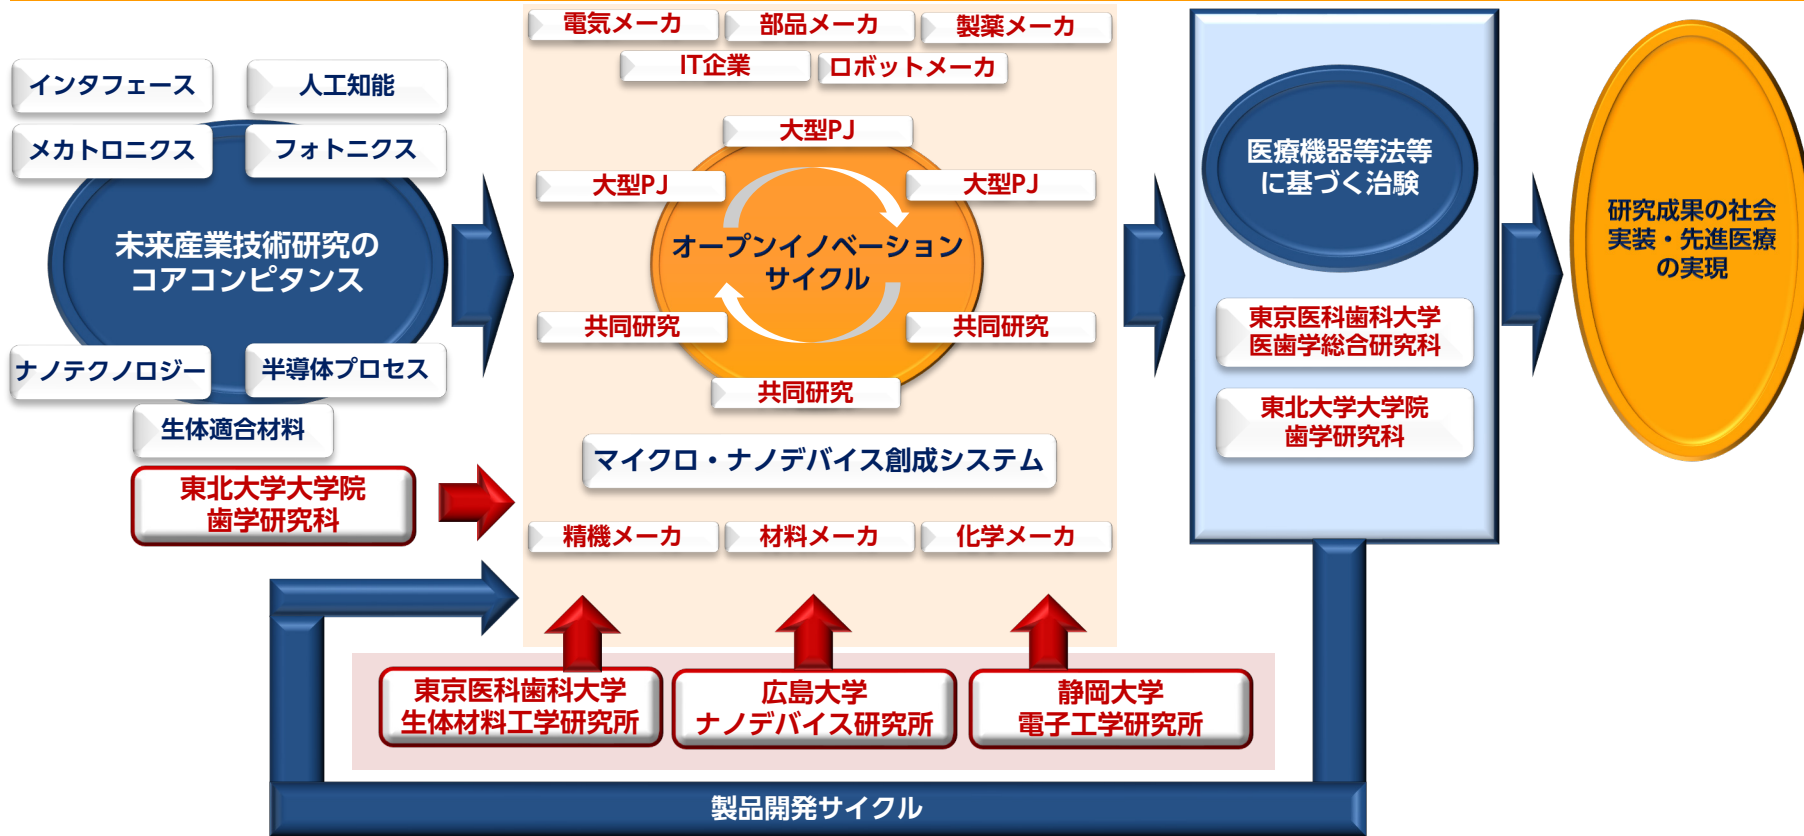 インタフェース
人工知能
メカトロニクス
フォトニクス
未来産業技術研究の
コアコンピタンス
ナノテクノロジー
半導体プロセス
生体適合材料
東北大学大学院
歯学研究科
電気メーカ
部品メーカ
製薬メーカ
IT企業
ロボットメーカ
大型PJ
大型PJ
大型PJ
オープンイノベーション
サイクル
共同研究
共同研究
共同研究
マイクロ・ナノデバイス創成システム
精機メーカ
材料メーカ
化学メーカ
東京医科歯科大学
生体材料工学研究所
広島大学
ナノデバイス研究所
静岡大学
電子工学研究所
医療機器等法等
に基づく治験
東京医科歯科大学
医歯学総合研究科
東北大学大学院
歯学研究科
研究成果の社会
実装・先進医療
の実現
製品開発サイクル